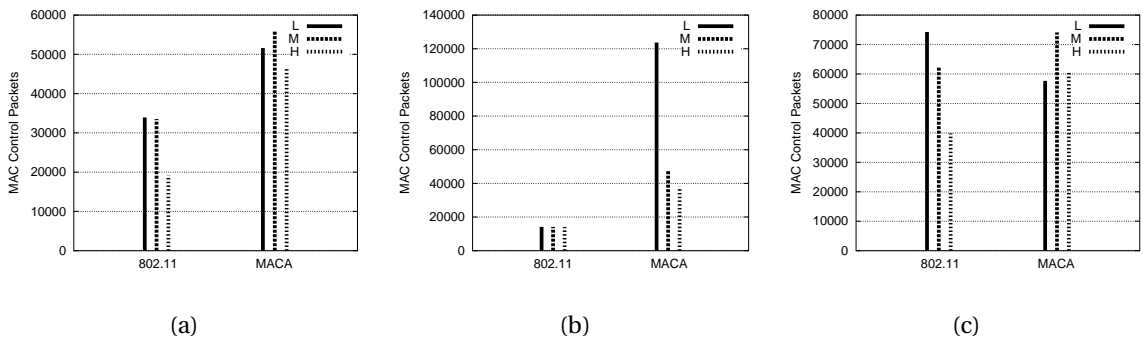 60000
50000
40000
30000
20000
10000
0
MAC Control Packets
L
M
H
802.11 MACA
(a)
140000
120000
100000
80000
60000
40000
20000
0
MAC Control Packets
L
M
H
802.11 MACA
(b)
80000
70000
60000
50000
40000
30000
20000
10000
0
MAC Control Packets
L
M
H
802.11 MACA
(c)